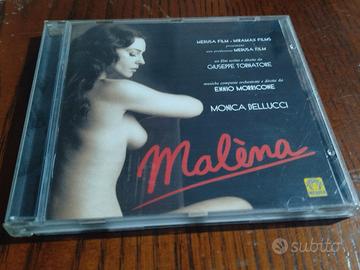 MEDUSA FILM - MIRAMAX FILMS
presentano
una produzione MEDUSA FILM
un film scritto e diretto da
GIUSEPPE TORNATORE
musiche composte orchestrate e dirette da
ENNIO MORRICONE
MONICA BELLUCCI
Malèna
subito